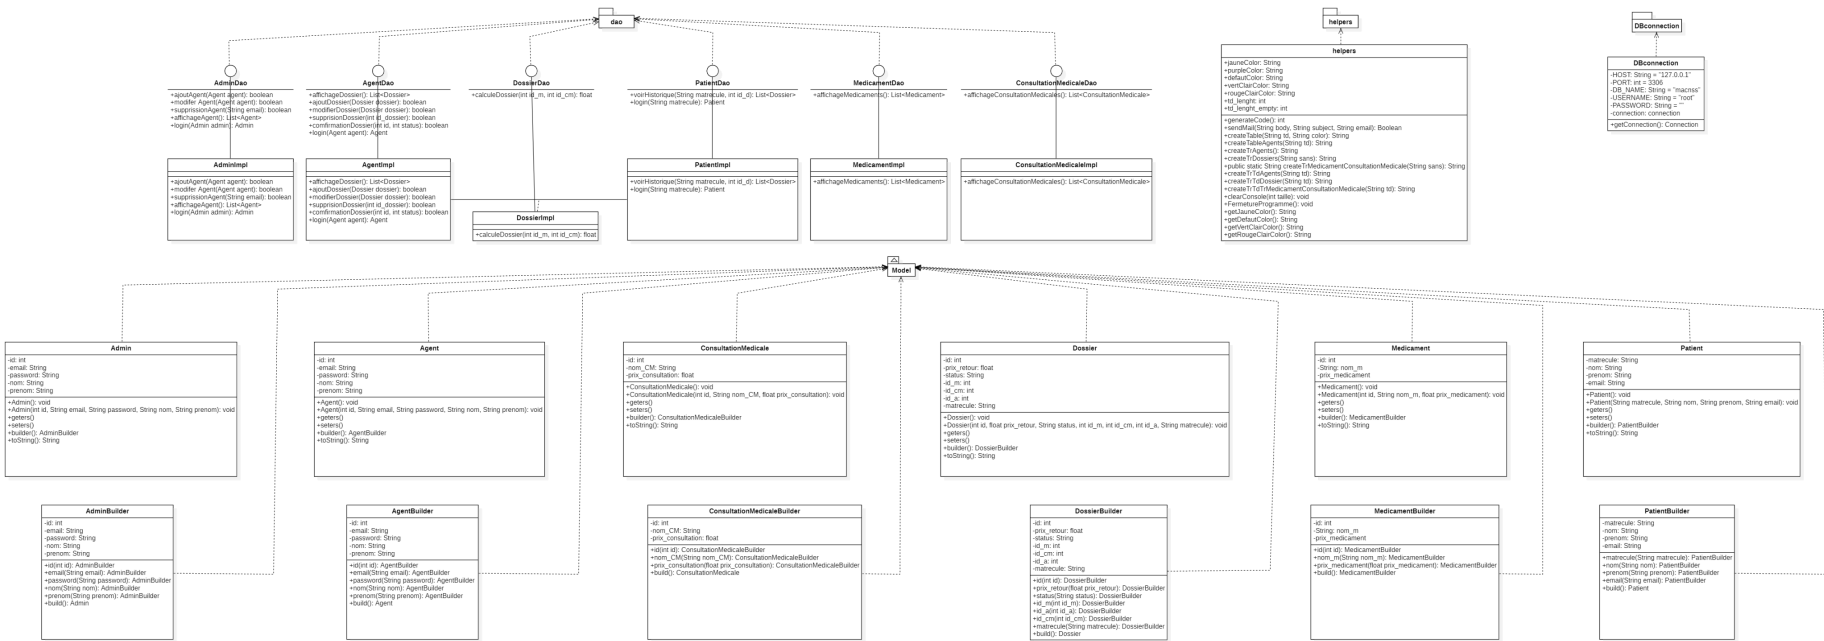 dao
helpers
DBconnection
AdminDao
+ajoutAgent(Agent agent): boolean
+modifer Agent(Agent agent): boolean
+supprissionAgent(String email): boolean
+affichageAgent(): List<Agent>
+login(Admin admin): Admin
AgentDao
+affichageDossier(): List<Dossier>
+ajoutDossier(Dossier dossier): boolean
+modifierDossier(Dossier dossier): boolean
+supprisionDossier(int id_dossier): boolean
+comfirmationDossier(int id, int status): boolean
+login(Agent agent): Agent
DossierDao
+calculeDossier(int id_m, int id_cm): float
PatientDao
+voirHistorique(String matrecule, int id_d): List<Dossier>
+login(String matrecule): Patient
MedicamentDao
+affichageMedicaments(): List<Medicament>
ConsultationMedicaleDao
+affichageConsultationMedicales(): List<ConsultationMedicale>
helpers
+jauneColor: String
+purpleColor: String
+defautColor: String
+vertClairColor: String
+rougeClairColor: String
+td_lenght: int
+td_lenght_empty: int
+generateCode(): int
+sendMail(String body, String subject, String email): Boolean
+createTable(String td, String color): String
+createTableAgents(String td): String
+createTrAgents(): String
+createTrDossiers(String sans): String
+public static String createTrMedicamentConsultationMedicale(String sans): String
+createTrTdAgents(String td): String
+createTrTdDossier(String td): String
+createTrTdTrMedicamentConsultationMedicale(String td): String
+clearConsole(int taille): void
+FermetureProgramme(): void
+getJauneColor(): String
+getDefautColor(): String
+getVertClairColor(): String
+getRougeClairColor(): String
DBconnection
-HOST: String = "127.0.0.1"
-PORT: int = 3306
-DB_NAME: String = "macnss"
-USERNAME: String = "root"
-PASSWORD: String = ""
-connection: connection
+getConnection(): Connection
AdminImpl
+ajoutAgent(Agent agent): boolean
+modifer Agent(Agent agent): boolean
+supprissionAgent(String email): boolean
+affichageAgent(): List<Agent>
+login(Admin admin): Admin
AgentImpl
+affichageDossier(): List<Dossier>
+ajoutDossier(Dossier dossier): boolean
+modifierDossier(Dossier dossier): boolean
+supprisionDossier(int id_dossier): boolean
+comfirmationDossier(int id, int status): boolean
+login(Agent agent): Agent
DossierImpl
+calculeDossier(int id_m, int id_cm): float
PatientImpl
+voirHistorique(String matrecule, int id_d): List<Dossier>
+login(String matrecule): Patient
MedicamentImpl
+affichageMedicaments(): List<Medicament>
ConsultationMedicaleImpl
+affichageConsultationMedicales(): List<ConsultationMedicale>
Model
Admin
-id: int
-email: String
-password: String
-nom: String
-prenom: String
+Admin(): void
+Admin(int id, String email, String password, String nom, String prenom): void
+geters()
+seters()
+builder(): AdminBuilder
+toString(): String
Agent
-id: int
-email: String
-password: String
-nom: String
-prenom: String
+Agent(): void
+Agent(int id, String email, String password, String nom, String prenom): void
+geters()
+seters()
+builder(): AgentBuilder
+toString(): String
ConsultationMedicale
-id: int
-nom_CM: String
-prix_consultation: float
+ConsultationMedicale(): void
+ConsultationMedicale(int id, String nom_CM, float prix_consultation): void
+geters()
+seters()
+builder(): ConsultationMedicaleBuilder
+toString(): String
Dossier
-id: int
-prix_retour: float
-status: String
-id_m: int
-id_cm: int
-id_a: int
-matrecule: String
+Dossier(): void
+Dossier(int id, float prix_retour, String status, int id_m, int id_cm, int id_a, String matrecule): void
+geters()
+seters()
+builder(): DossierBuilder
+toString(): String
Medicament
-id: int
-String: nom_m
-prix_medicament
+Medicament(): void
+Medicament(int id, String nom_m, float prix_medicament): void
+geters()
+seters()
+builder(): MedicamentBuilder
+toString(): String
Patient
-matrecule: String
-nom: String
-prenom: String
-email: String
+Patient(): void
+Patient(String matrecule, String nom, String prenom, String email): void
+geters()
+seters()
+builder(): PatientBuilder
+toString(): String
AdminBuilder
-id: int
-email: String
-password: String
-nom: String
-prenom: String
+id(int id): AdminBuilder
+email(String email): AdminBuilder
+password(String password): AdminBuilder
+nom(String nom): AdminBuilder
+prenom(String prenom): AdminBuilder
+build(): Admin
AgentBuilder
-id: int
-email: String
-password: String
-nom: String
-prenom: String
+id(int id): AgentBuilder
+email(String email): AgentBuilder
+password(String password): AgentBuilder
+nom(String nom): AgentBuilder
+prenom(String prenom): AgentBuilder
+build(): Agent
ConsultationMedicaleBuilder
-id: int
-nom_CM: String
-prix_consultation: float
+id(int id): ConsultationMedicaleBuilder
+nom_CM(String nom_CM): ConsultationMedicaleBuilder
+prix_consultation(float prix_consultation): ConsultationMedicaleBuilder
+build(): ConsultationMedicale
DossierBuilder
-id: int
-prix_retour: float
-status: String
-id_m: int
-id_cm: int
-id_a: int
-matrecule: String
+id(int id): DossierBuilder
+prix_retour(float prix_retour): DossierBuilder
+status(String status): DossierBuilder
+id_m(int id_m): DossierBuilder
+id_a(int id_a): DossierBuilder
+id_cm(int id_cm): DossierBuilder
+matrecule(String matrecule): DossierBuilder
+build(): Dossier
MedicamentBuilder
-id: int
-String: nom_m
-prix_medicament
+id(int id): MedicamentBuilder
+nom_m(String nom_m): MedicamentBuilder
+prix_medicament(float prix_medicament): MedicamentBuilder
+build(): MedicamentBuilder
PatientBuilder
-matrecule: String
-nom: String
-prenom: String
-email: String
+matrecule(String matrecule): PatientBuilder
+nom(String nom): PatientBuilder
+prenom(String prenom): PatientBuilder
+email(String email): PatientBuilder
+build(): Patient